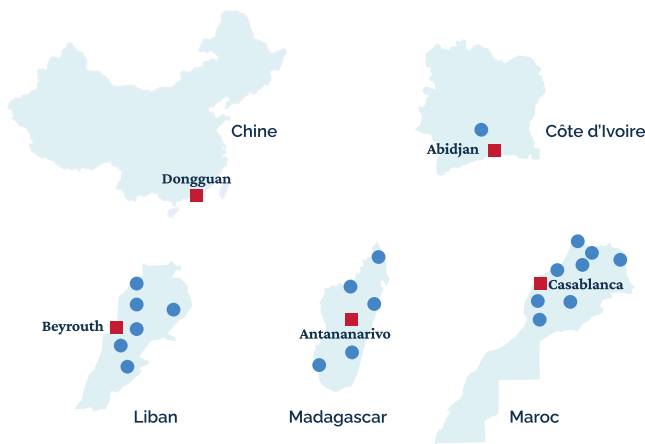 Chine
Côte d’Ivoire
Abidjan
Dongguan
Beyrouth
Casablanca
Antananarivo
Liban
Madagascar
Maroc